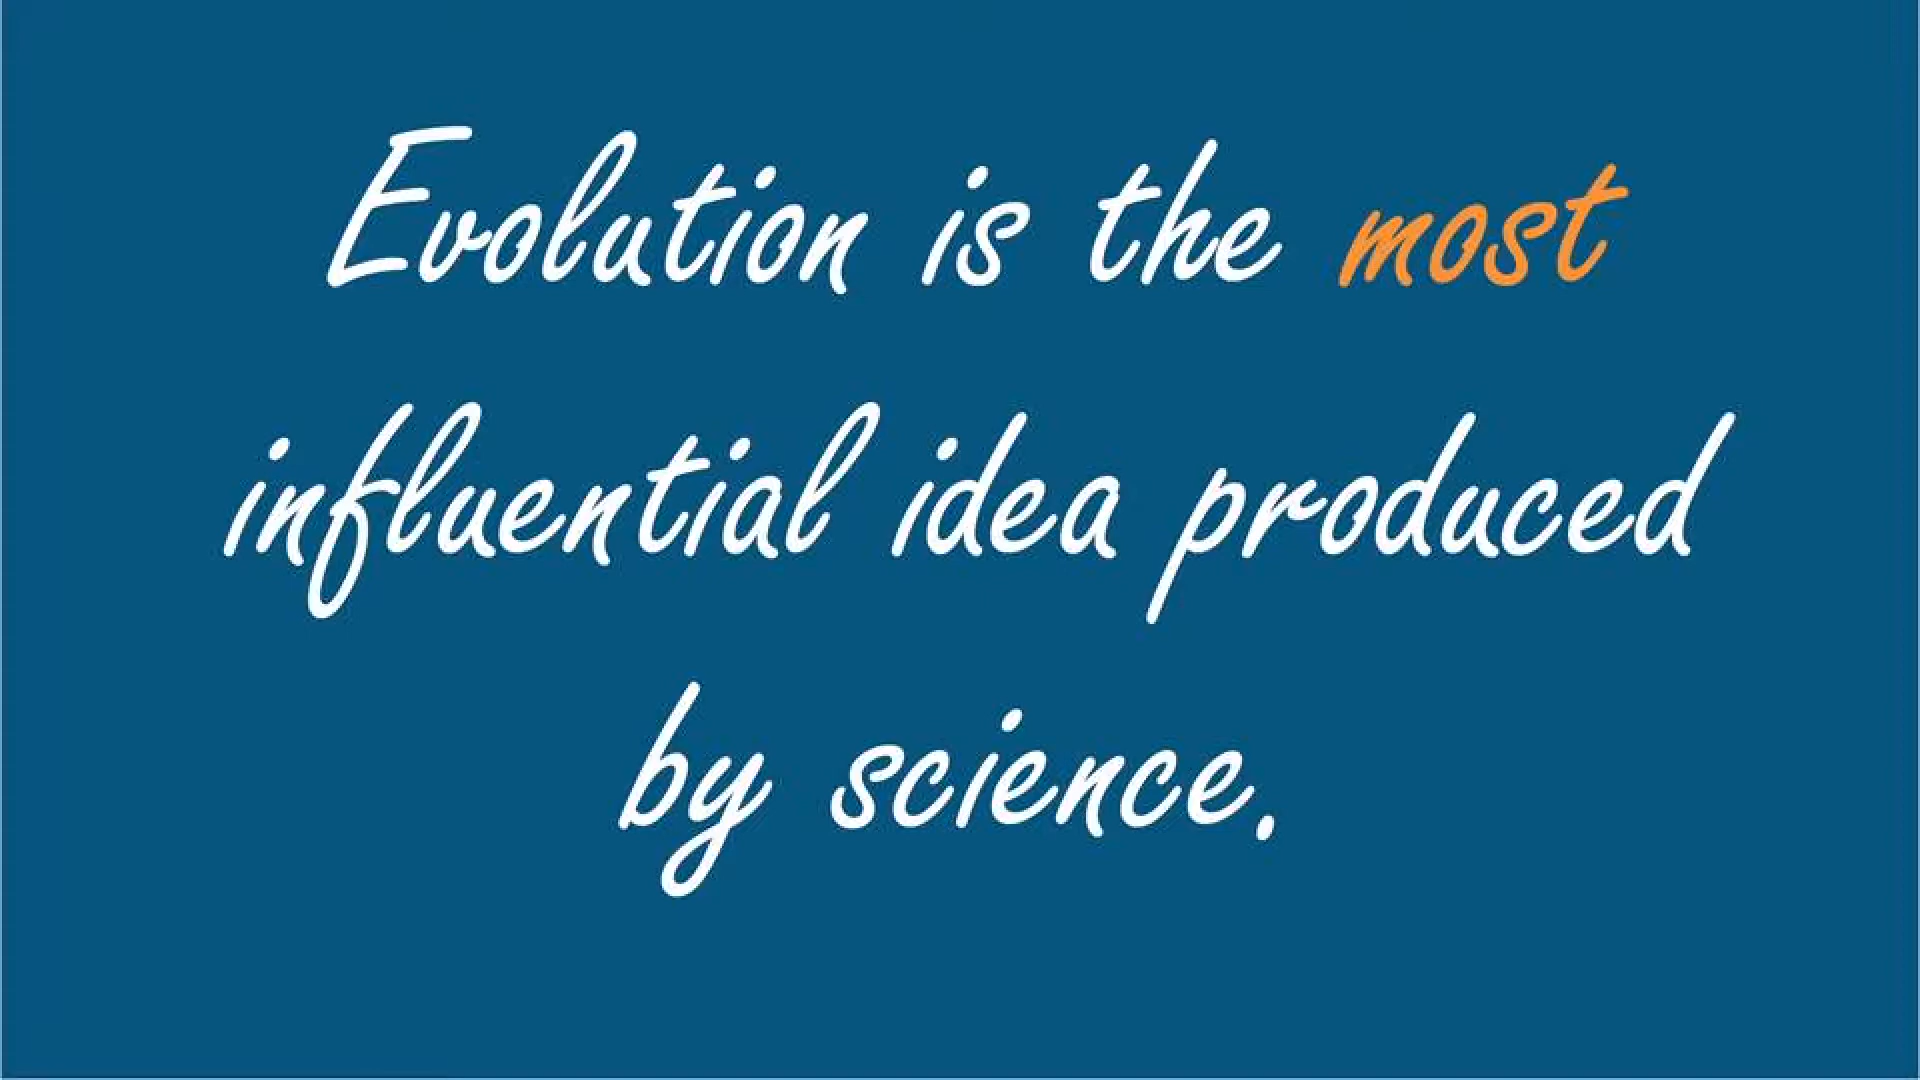 Evolution is the most
influential idea produced
by science.